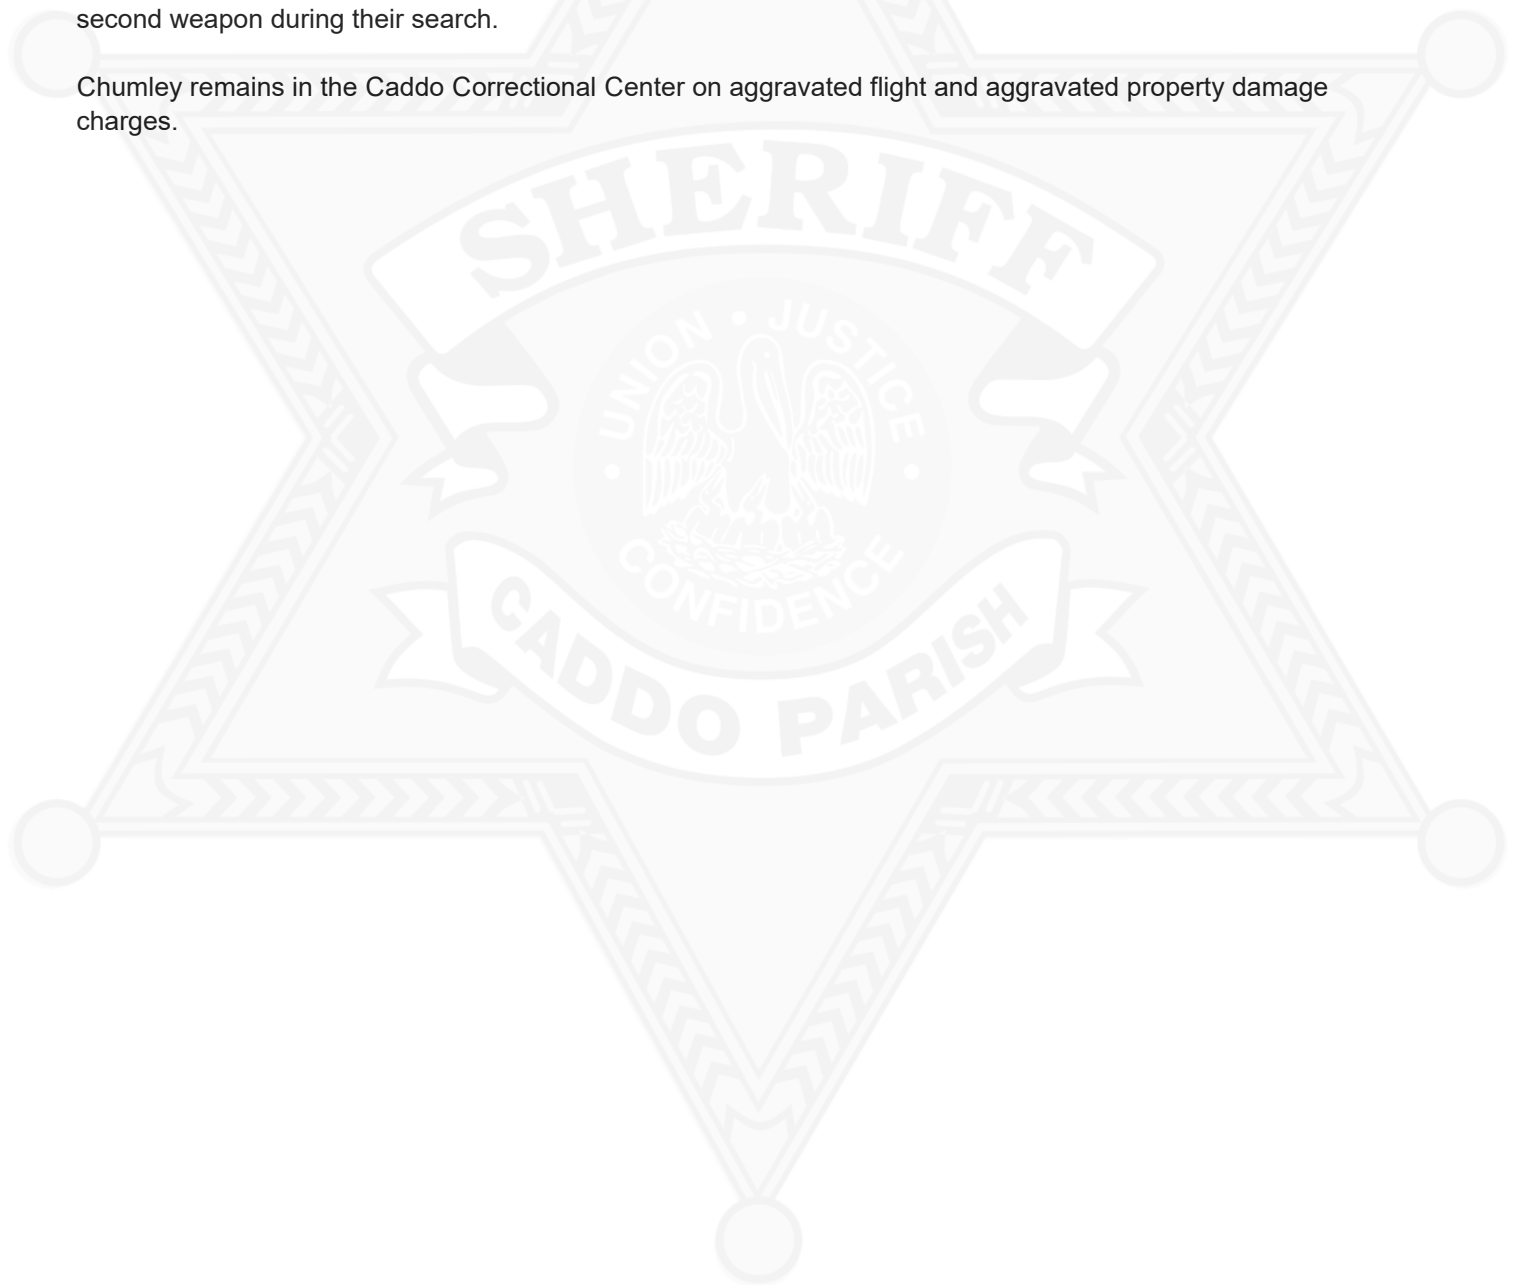 second weapon during their search.
Chumley remains in the Caddo Correctional Center on aggravated flight and aggravated property damage
charges.
SHERIFF
UNION • JUSTICE
CONFIDENCE
CADDO PARISH